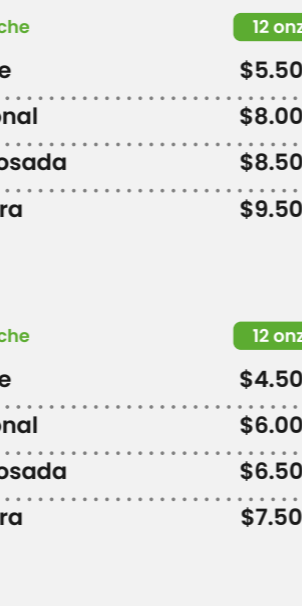 che 12 onz
e $5.50
onal $8.00
osada $8.50
ra $9.50
che 12 onz
e $4.50
onal $6.00
osada $6.50
ra $7.50